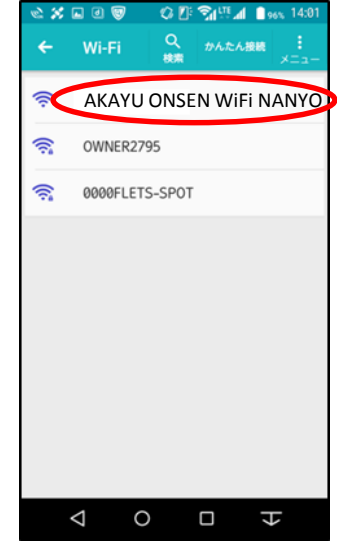 LTE 96% 14:01
Wi-Fi 検索 かんたん接続 メニュー
AKAYU ONSEN WiFi NANYO
OWNER2795
0000FLETS-SPOT